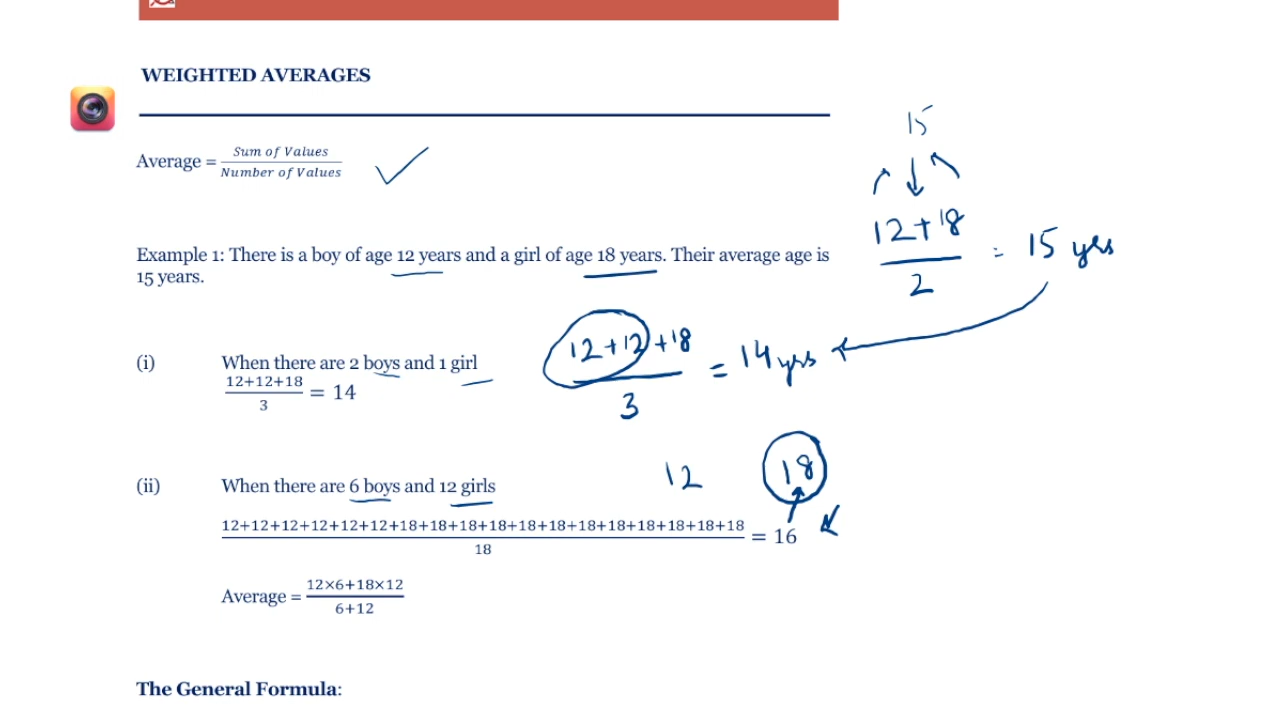 WEIGHTED AVERAGES
15
Average = Sum of Values / Number of Values
12+18 / 2 = 15 yrs
Example 1: There is a boy of age 12 years and a girl of age 18 years. Their average age is
15 years.
(i) When there are 2 boys and 1 girl
12+12+18 / 3 = 14
12+12+18 / 3 = 14 yrs
12 18
(ii) When there are 6 boys and 12 girls
12+12+12+12+12+12+18+18+18+18+18+18+18+18+18+18+18+18 / 18 = 16
Average = 12×6+18×12 / 6+12
The General Formula: